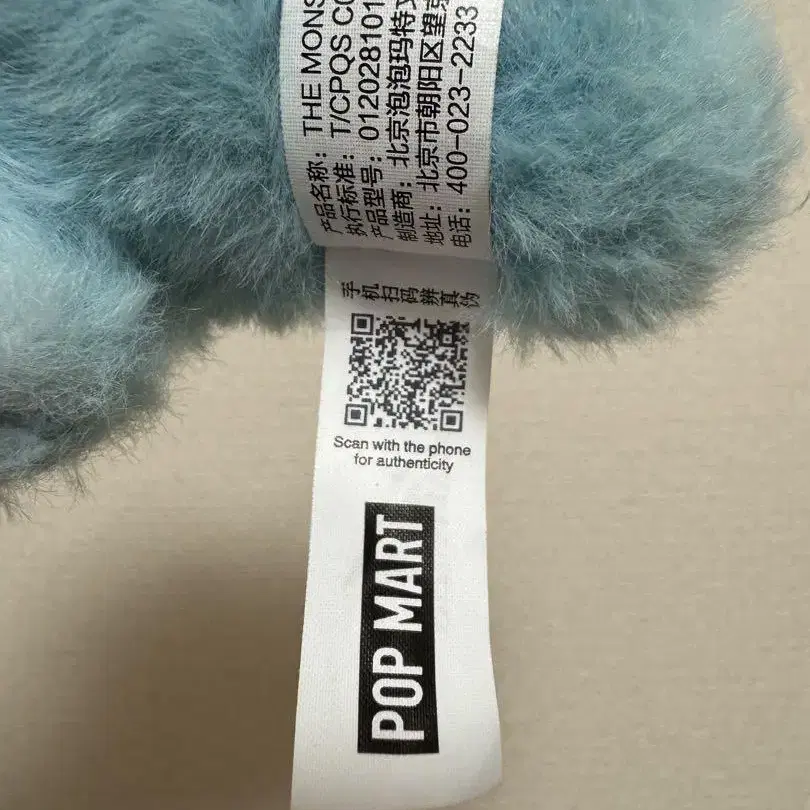 产品名称: THE MONS
执行标准: T/CPQS CO
产品型号: 012028101
制造商: 北京泡泡玛特文
地址: 北京市朝阳区望京
电话: 400-023-2233
手机扫码辨真伪
Scan with the phone
for authenticity
POP MART